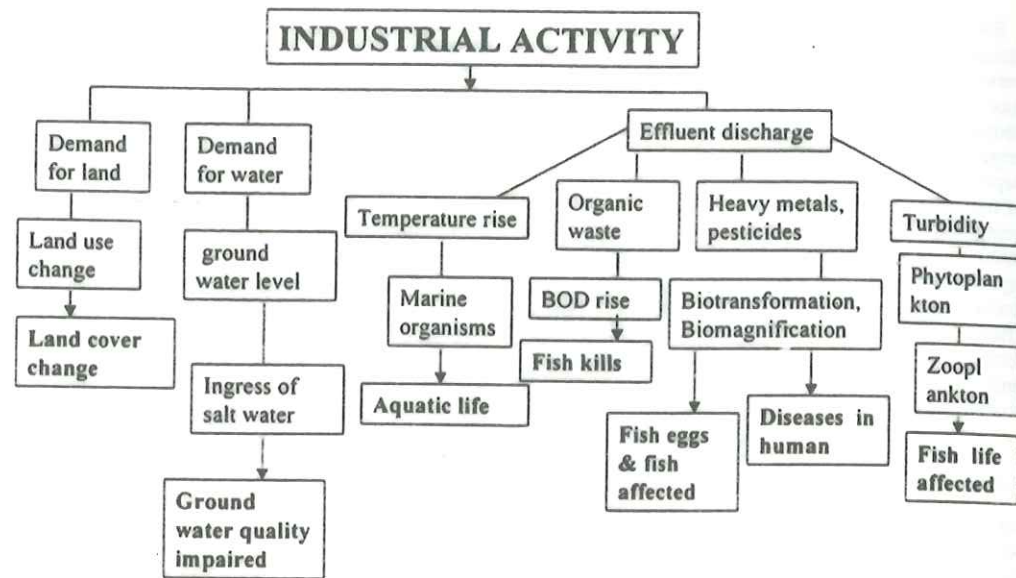 INDUSTRIAL ACTIVITY
Demand
for land
Demand
for water
Effluent discharge
Temperature rise
Organic
waste
Heavy metals,
pesticides
Turbidity
Land use
change
ground
water level
Marine
organisms
BOD rise
Biotransformation,
Biomagnification
Phytoplan
kton
Land cover
change
Ingress of
salt water
Aquatic life
Fish kills
Fish eggs
& fish
affected
Diseases in
human
Zoopl
ankton
Fish life
affected
Ground
water quality
impaired